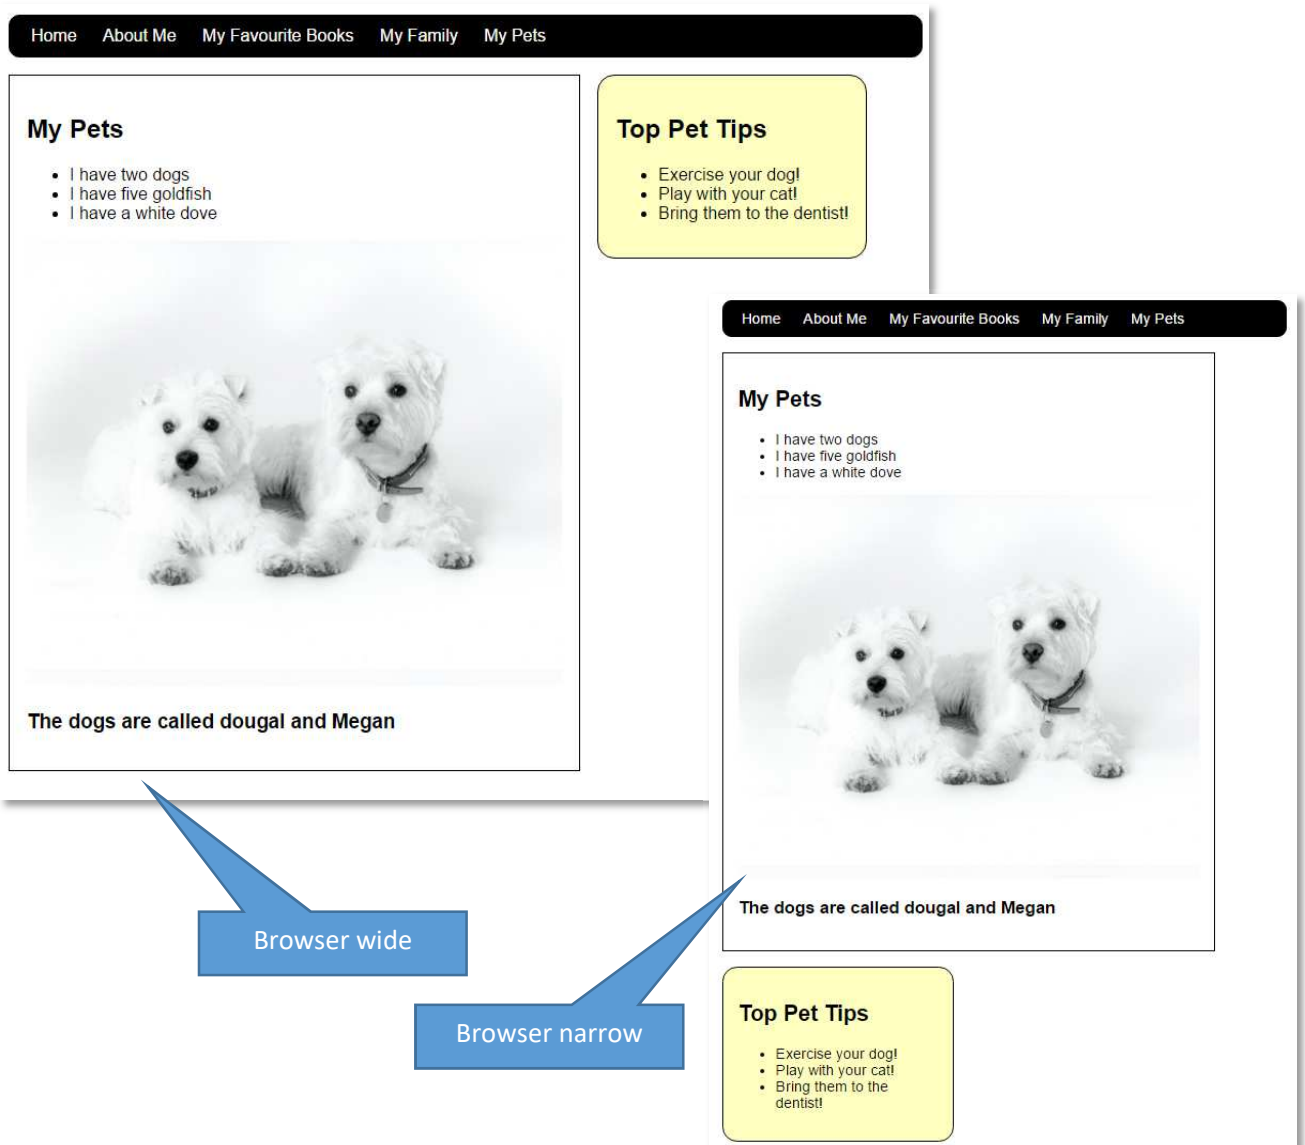 Home About Me My Favourite Books My Family My Pets
My Pets
• I have two dogs
• I have five goldfish
• I have a white dove
The dogs are called dougal and Megan
Top Pet Tips
• Exercise your dog!
• Play with your cat!
• Bring them to the dentist!
Browser wide
Home About Me My Favourite Books My Family My Pets
My Pets
• I have two dogs
• I have five goldfish
• I have a white dove
The dogs are called dougal and Megan
Top Pet Tips
• Exercise your dog!
• Play with your cat!
• Bring them to the
dentist!
Browser narrow